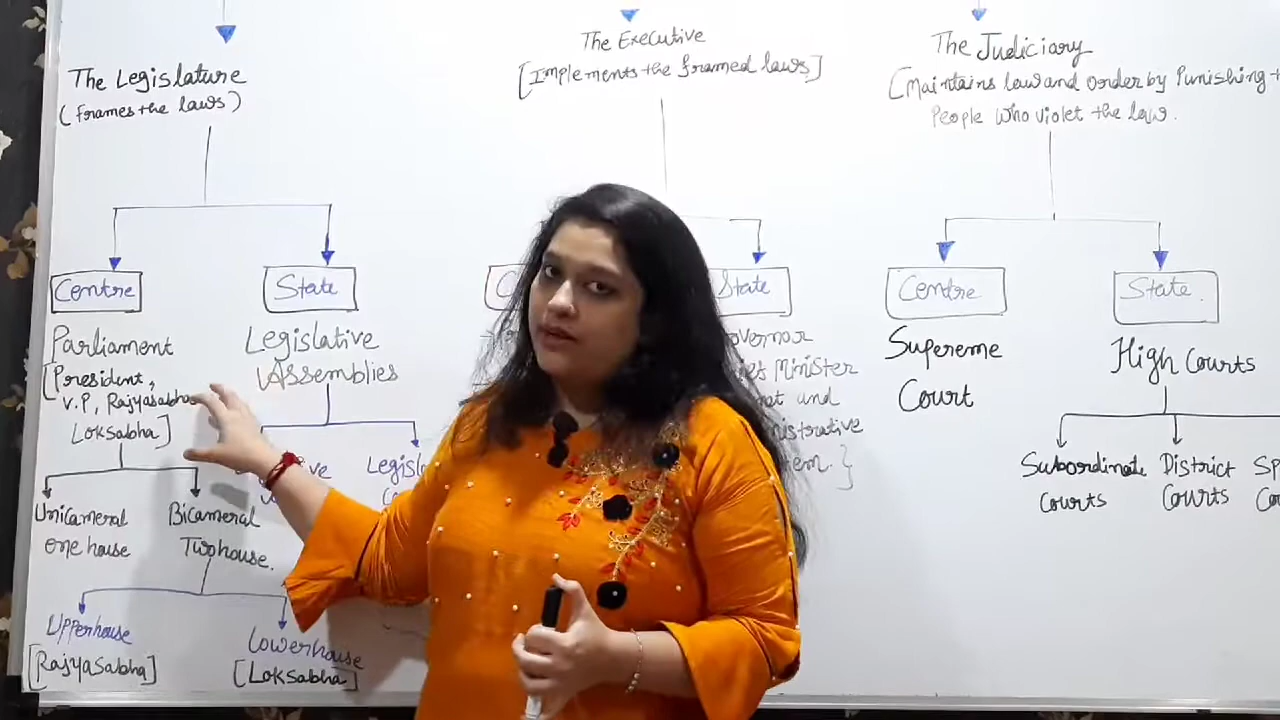 The Legislature
(frames the laws)
Centre
State
Parliament
[President,
V.P, Rajyasabha
Loksabha]
Legislative
Assemblies
Unicameral
one house
Bicameral
Two house.
Upperhouse
[Rajyasabha]
Lowerhouse
[Loksabha]
The Executive
[Implements the framed laws]
State
Minister
and
The Judiciary
[Maintains law and order by Punishing
People who violet the law.
Centre
Supereme
Court
State.
High Courts
Subordinate
Courts
District
Courts